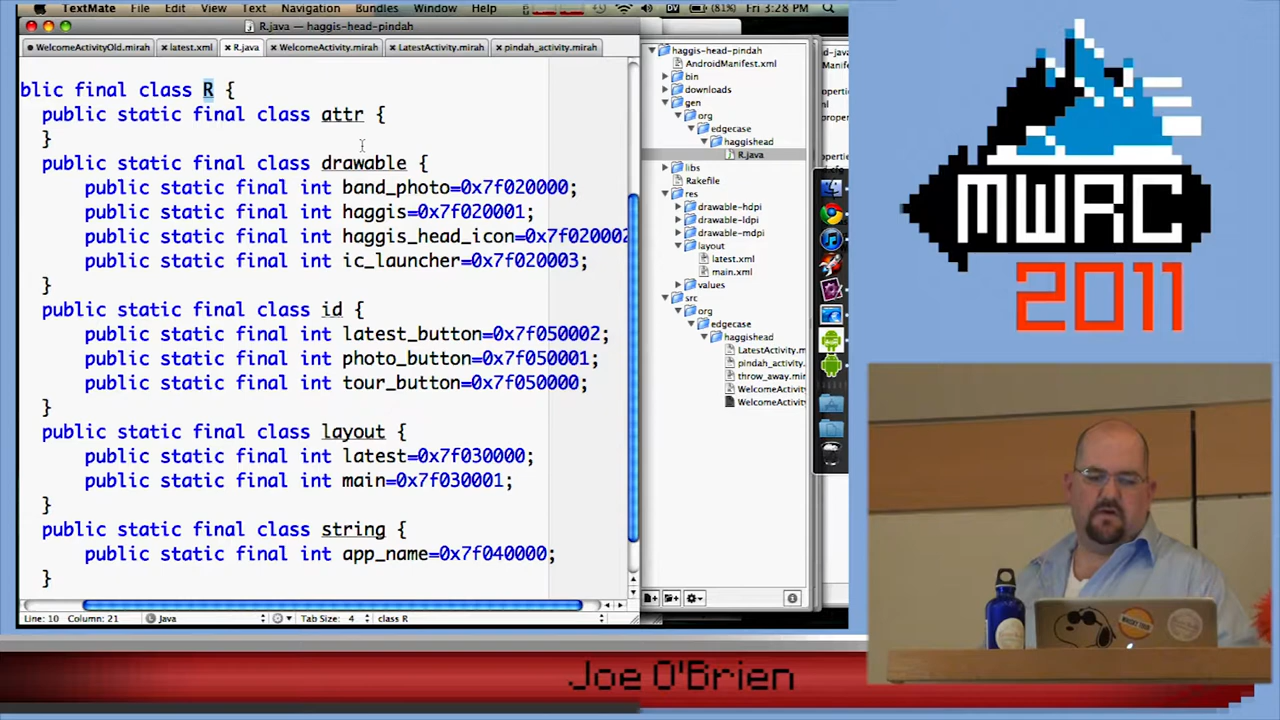 TextMate File Edit View Text Navigation Bundles Window Help (81%) Fri 3:28 PM
R.java — haggis-head-pindah
WelcomeActivityOld.mirah latest.xml R.java WelcomeActivity.mirah LatestActivity.mirah pindah_activity.mirah
blic final class R {
public static final class attr {
}
public static final class drawable {
public static final int band_photo=0x7f020000;
public static final int haggis=0x7f020001;
public static final int haggis_head_icon=0x7f020002
public static final int ic_launcher=0x7f020003;
}
public static final class id {
public static final int latest_button=0x7f050002;
public static final int photo_button=0x7f050001;
public static final int tour_button=0x7f050000;
}
public static final class layout {
public static final int latest=0x7f030000;
public static final int main=0x7f030001;
}
public static final class string {
public static final int app_name=0x7f040000;
}
Line: 10 Column: 21 Java Tab Size: 4 class R
haggis-head-pindah
AndroidManifest.xml
bin
downloads
gen
org
edgecase
haggishead
R.java
libs
Rakefile
res
drawable-hdpi
drawable-ldpi
drawable-mdpi
layout
latest.xml
main.xml
values
src
org
edgecase
haggishead
LatestActivity.m
pindah_activity.
throw_away.mir
WelcomeActivity
WelcomeActivity
MWRC
2011
Joe O'Brien